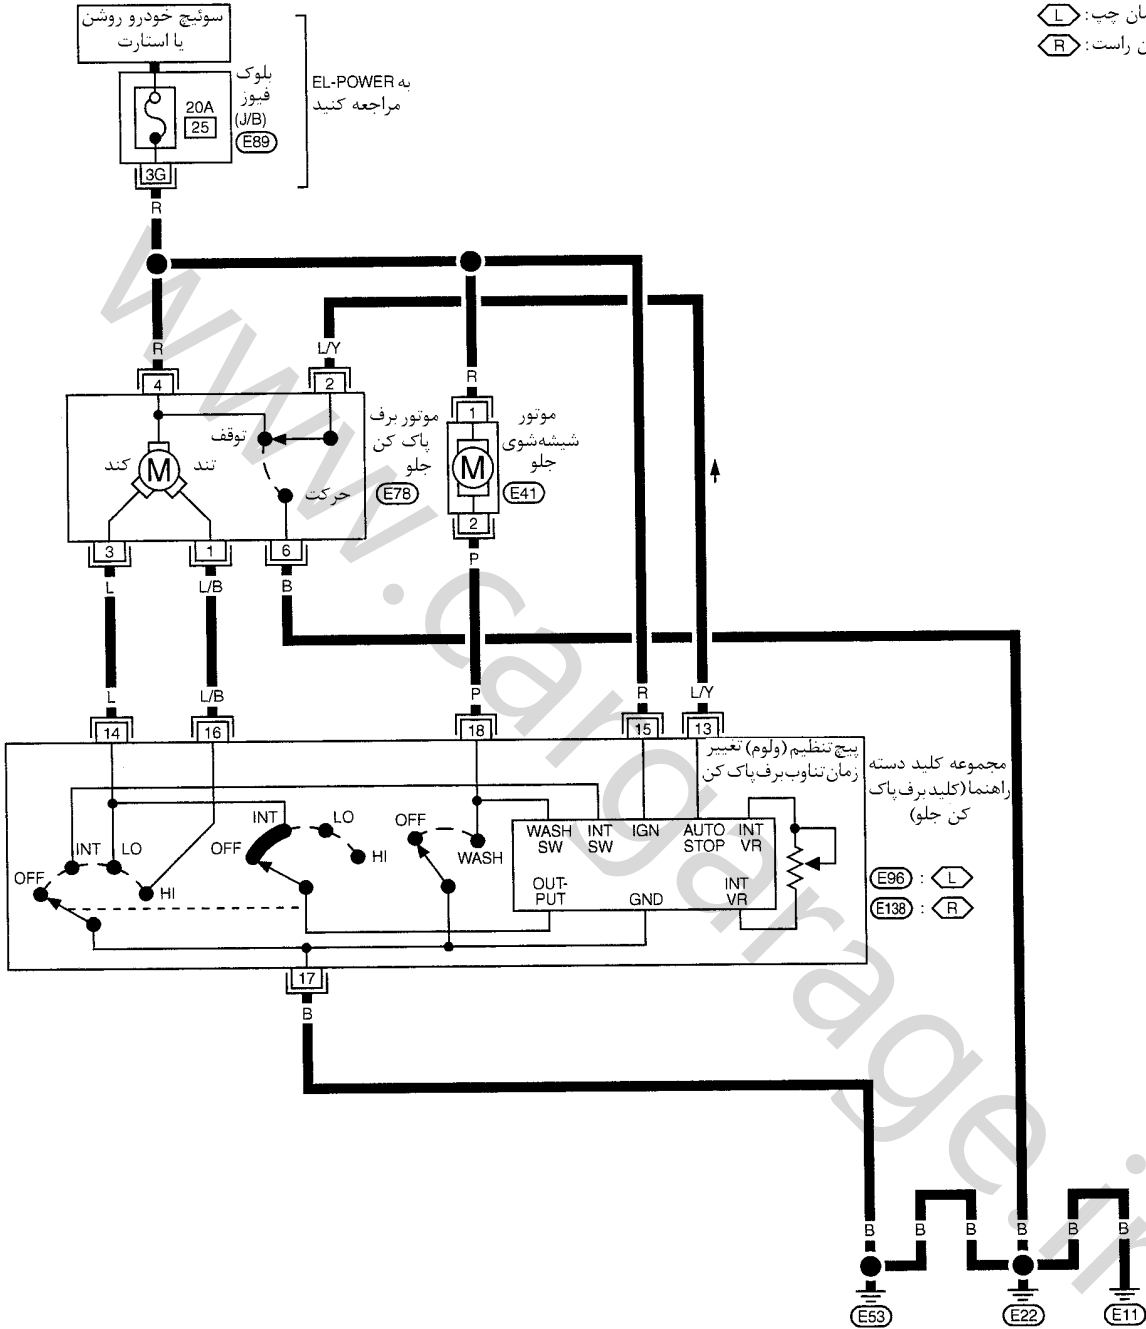 سوئیچ خودرو روشن
یا استارت
مان چپ: L
ن راست: R
بلوک
فیوز
(J/B)
E89
20A
25
به EL-POWER
مراجعه کنید
3G
R
R
L/Y
R
4
2
1
توقف
کند
M
تند
حرکت
موتور برف
پاک کن
جلو
E78
موتور
شیشه‌شوی
جلو
M
E41
2
3
1
6
L
L/B
B
P
L
L/B
P
R
L/Y
14
16
18
15
13
پیچ تنظیم (ولوم) تغییر
زمان تناوب برف پاک کن
مجموعه کلید دسته
راهنما (کلید برف پاک
کن جلو)
E96 : L
E138 : R
OFF
INT
LO
HI
OFF
INT
LO
HI
OFF
WASH
WASH
SW
INT
SW
IGN
AUTO
STOP
INT
VR
OUT-
PUT
GND
INT
VR
17
B
B
B
B
B
B
B
E53
E22
E11
www.cargarage.ir